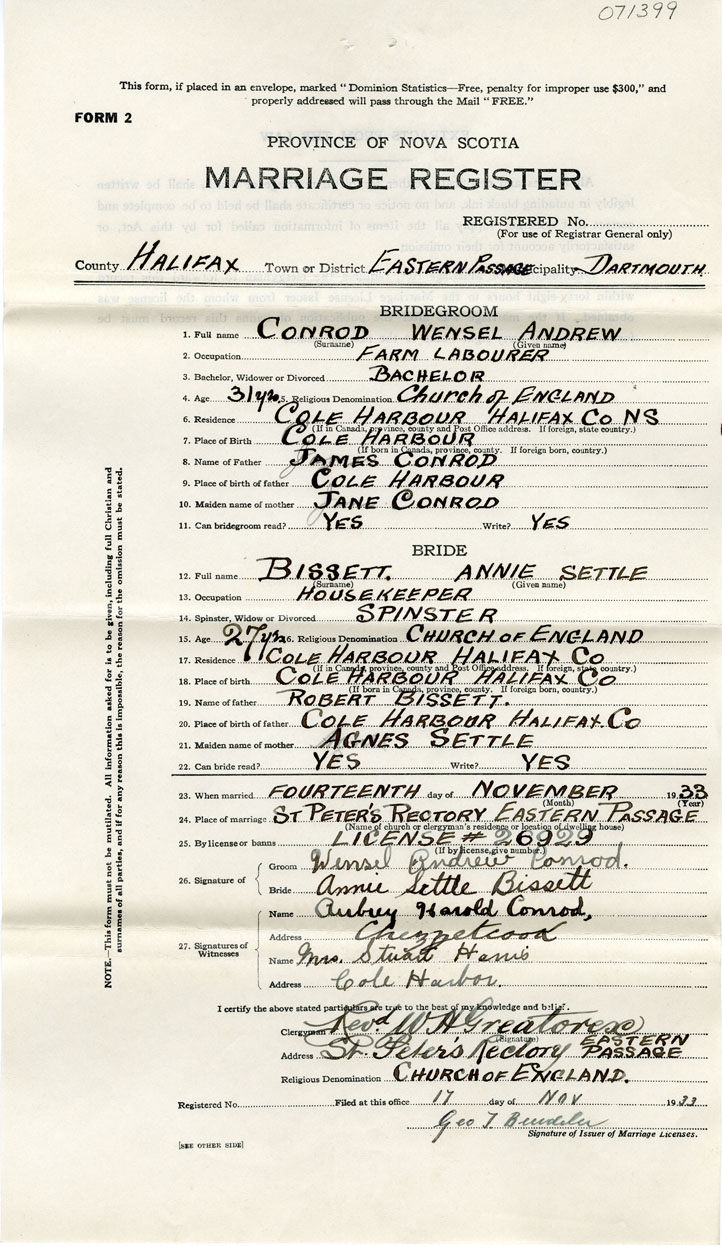 071399
This form, if placed in an envelope, marked "Dominion Statistics—Free, penalty for improper use $300," and
properly addressed will pass through the Mail "FREE."
FORM 2
PROVINCE OF NOVA SCOTIA
MARRIAGE REGISTER
REGISTERED No.
(For use of Registrar General only)
County HALIFAX Town or District EASTERN PASSAGE cipality DARTMOUTH
BRIDEGROOM
1. Full name CONROD WENSEL ANDREW
(Surname) (Given name)
2. Occupation FARM LABOURER
3. Bachelor, Widower or Divorced BACHELOR
4. Age 31 yrs 5. Religious Denomination Church of ENGLAND
6. Residence COLE HARBOUR HALIFAX Co NS
(If in Canada, province, county and Post Office address. If foreign, state country.)
7. Place of Birth COLE HARBOUR
(If born in Canada, province, county. If foreign born, country.)
8. Name of Father JAMES CONROD
9. Place of birth of father COLE HARBOUR
10. Maiden name of mother JANE CONROD
11. Can bridegroom read? YES Write? YES
BRIDE
12. Full name BISSETT. ANNIE SETTLE
(Surname) (Given name)
13. Occupation HOUSEKEEPER
14. Spinster, Widow or Divorced SPINSTER
15. Age 27 yrs 16. Religious Denomination CHURCH OF ENGLAND
17. Residence COLE HARBOUR HALIFAX Co
(If in Canada, province, county and Post Office address. If foreign, state country.)
18. Place of birth COLE HARBOUR HALIFAX Co
(If born in Canada, province, county. If foreign born, country.)
19. Name of father ROBERT BISSETT.
20. Place of birth of father COLE HARBOUR HALIFAX Co
21. Maiden name of mother AGNES SETTLE
22. Can bride read? YES Write? YES
23. When married FOURTEENTH day of NOVEMBER 1933
(Month) (Year)
24. Place of marriage ST PETER'S RECTORY EASTERN PASSAGE
(Name of church or clergyman's residence or location of dwelling house)
25. By license or banns LICENSE # 26929
(If by license, give number.)
26. Signature of
Groom Wensel Andrew Conrod.
Bride Annie Settle Bissett
27. Signatures of Witnesses
Name Aubrey Harold Conrod,
Address Chezzetcook
Name Mrs. Stuart Harris
Address Cole Harbor.
I certify the above stated particulars are true to the best of my knowledge and belief.
Clergyman Revd W H Greatorex
(Signature)
Address St. Peter's Rectory EASTERN PASSAGE
Religious Denomination CHURCH OF ENGLAND.
Registered No. Filed at this office 17 day of Nov 1933
Geo T
Signature of Issuer of Marriage Licenses.
[SEE OTHER SIDE]
NOTE.—This form must not be mutilated. All information asked for is to be given, including full Christian and
surnames of all parties, and if for any reason this is impossible, the reason for the omission must be stated.